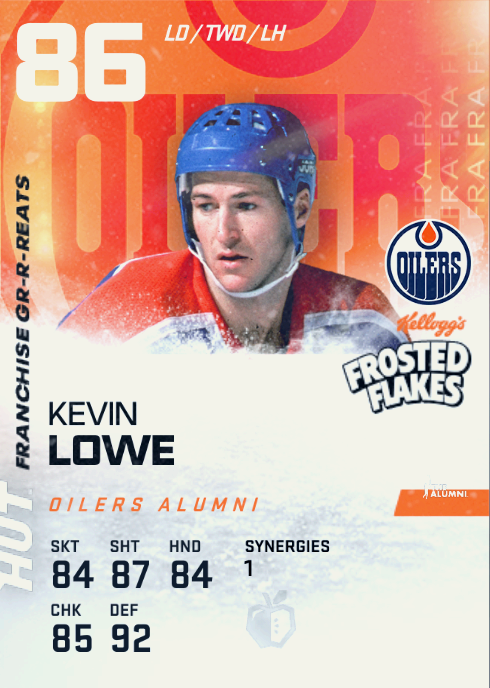 86
LD / TWD / LH
OILERS
FRA FRA FRA
FRA FRA FRA
FRA FRA FRA
FRANCHISE GR-R-REATS
OILERS
Kellogg's
FROSTED
FLAKES
KEVIN
LOWE
OILERS ALUMNI
ALUMNI
HUT
SKT SHT HND SYNERGIES
84 87 84 1
CHK DEF
85 92